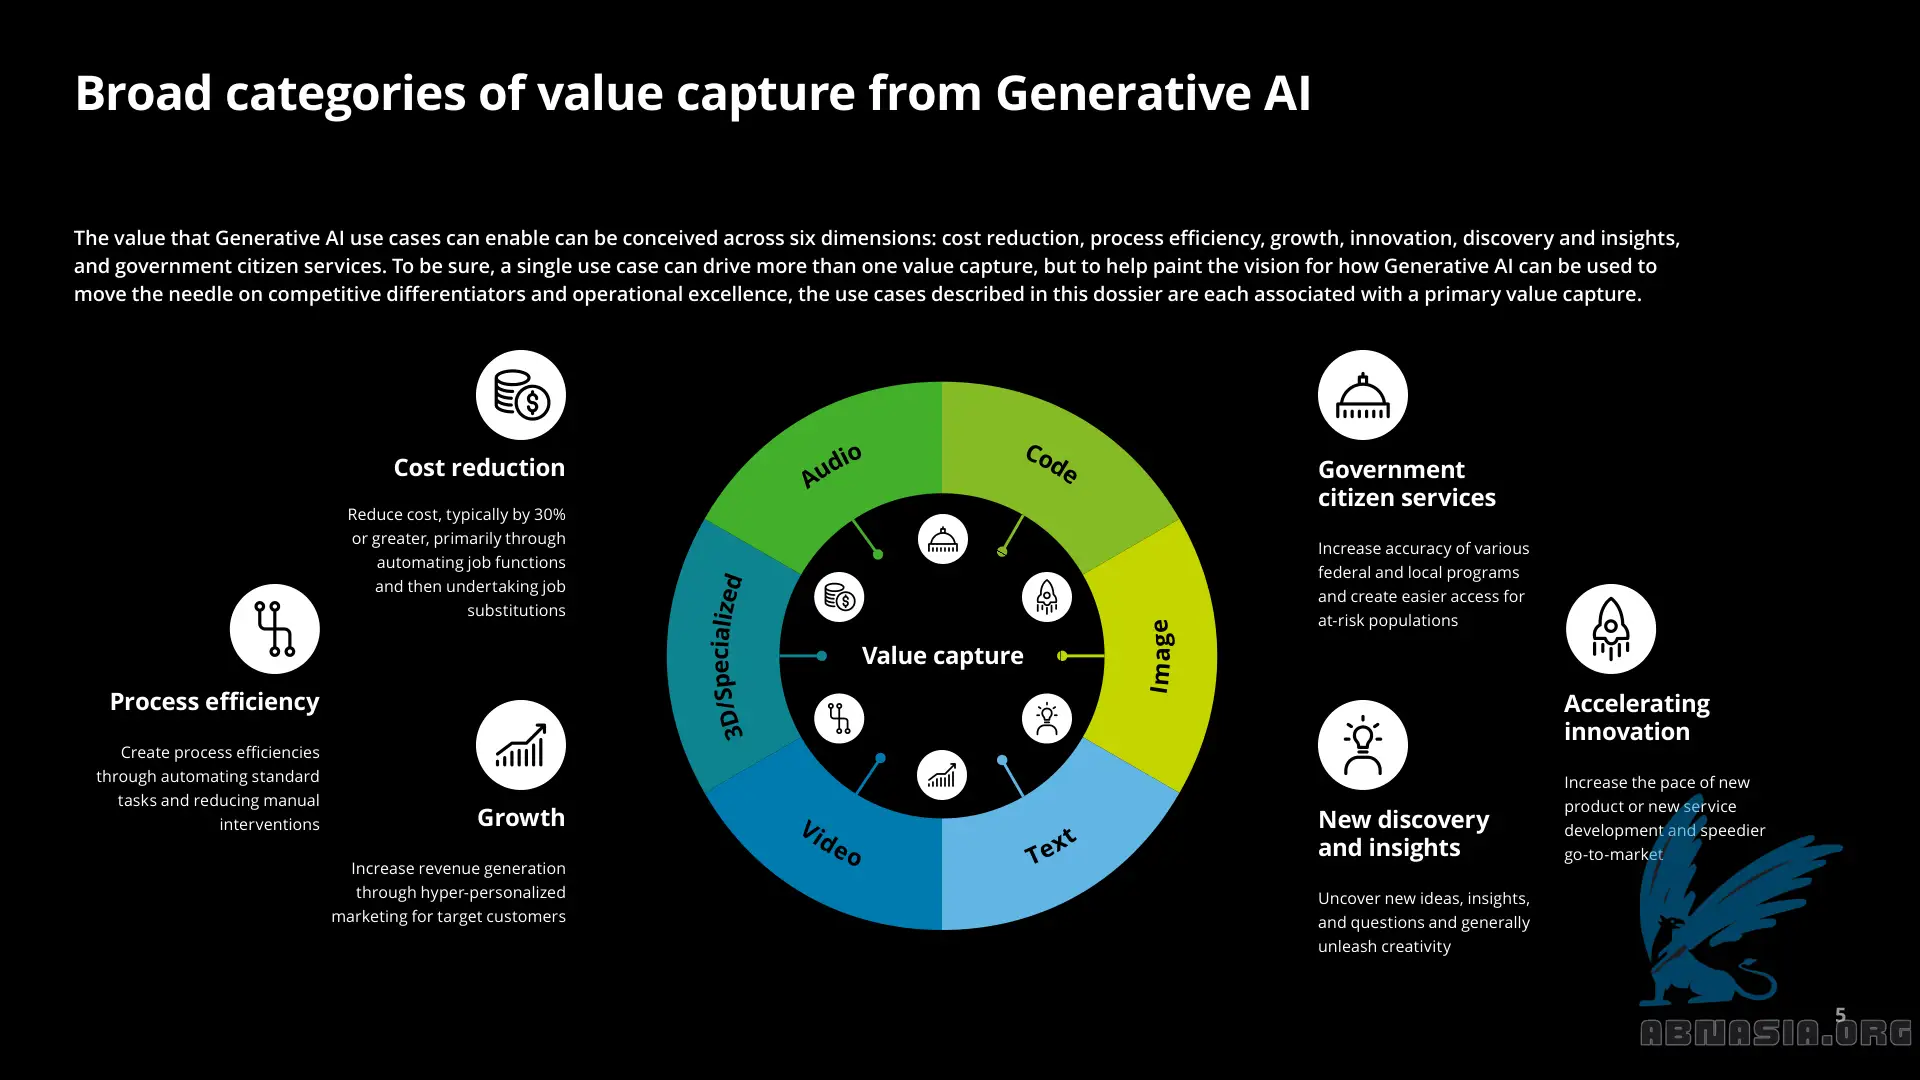 Broad categories of value capture from Generative AI
The value that Generative AI use cases can enable can be conceived across six dimensions: cost reduction, process efficiency, growth, innovation, discovery and insights,
and government citizen services. To be sure, a single use case can drive more than one value capture, but to help paint the vision for how Generative AI can be used to
move the needle on competitive differentiators and operational excellence, the use cases described in this dossier are each associated with a primary value capture.
Cost reduction
Reduce cost, typically by 30%
or greater, primarily through
automating job functions
and then undertaking job
substitutions
Process efficiency
Create process efficiencies
through automating standard
tasks and reducing manual
interventions
Growth
Increase revenue generation
through hyper-personalized
marketing for target customers
Audio
Code
3D/Specialized
Value capture
Image
Video
Text
Government
citizen services
Increase accuracy of various
federal and local programs
and create easier access for
at-risk populations
Accelerating
innovation
Increase the pace of new
product or new service
development and speedier
go-to-market
New discovery
and insights
Uncover new ideas, insights,
and questions and generally
unleash creativity
5
ABNASIA.ORG